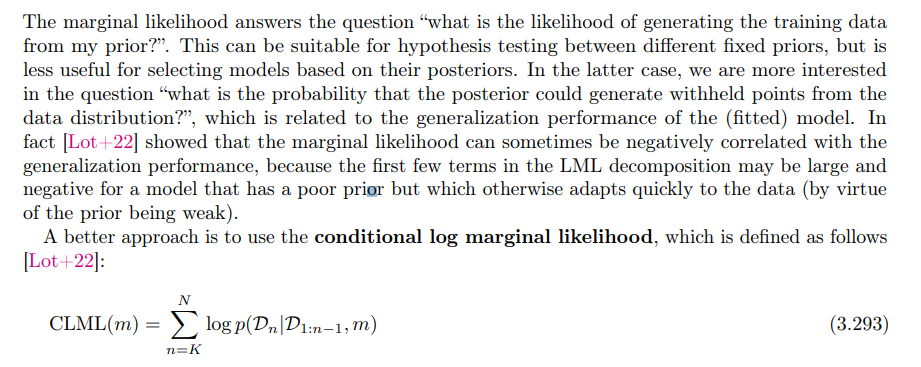 The marginal likelihood answers the question “what is the likelihood of generating the training data
from my prior?”. This can be suitable for hypothesis testing between different fixed priors, but is
less useful for selecting models based on their posteriors. In the latter case, we are more interested
in the question “what is the probability that the posterior could generate withheld points from the
data distribution?”, which is related to the generalization performance of the (fitted) model. In
fact [Lot+22] showed that the marginal likelihood can sometimes be negatively correlated with the
generalization performance, because the first few terms in the LML decomposition may be large and
negative for a model that has a poor prior but which otherwise adapts quickly to the data (by virtue
of the prior being weak).
A better approach is to use the conditional log marginal likelihood, which is defined as follows
[Lot+22]:
CLML(m) = ∑_{n=K}^{N} log p(𝒟_n|𝒟_{1:n−1}, m) (3.293)